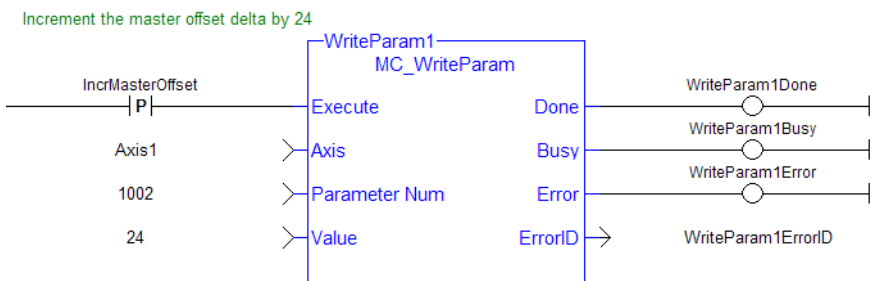 Increment the master offset delta by 24
WriteParam1
MC_WriteParam
IncrMasterOffset
P
Execute
Done
WriteParam1Done
Axis1
Axis
Busy
WriteParam1Busy
1002
Parameter Num
Error
WriteParam1Error
24
Value
ErrorID
WriteParam1ErrorID